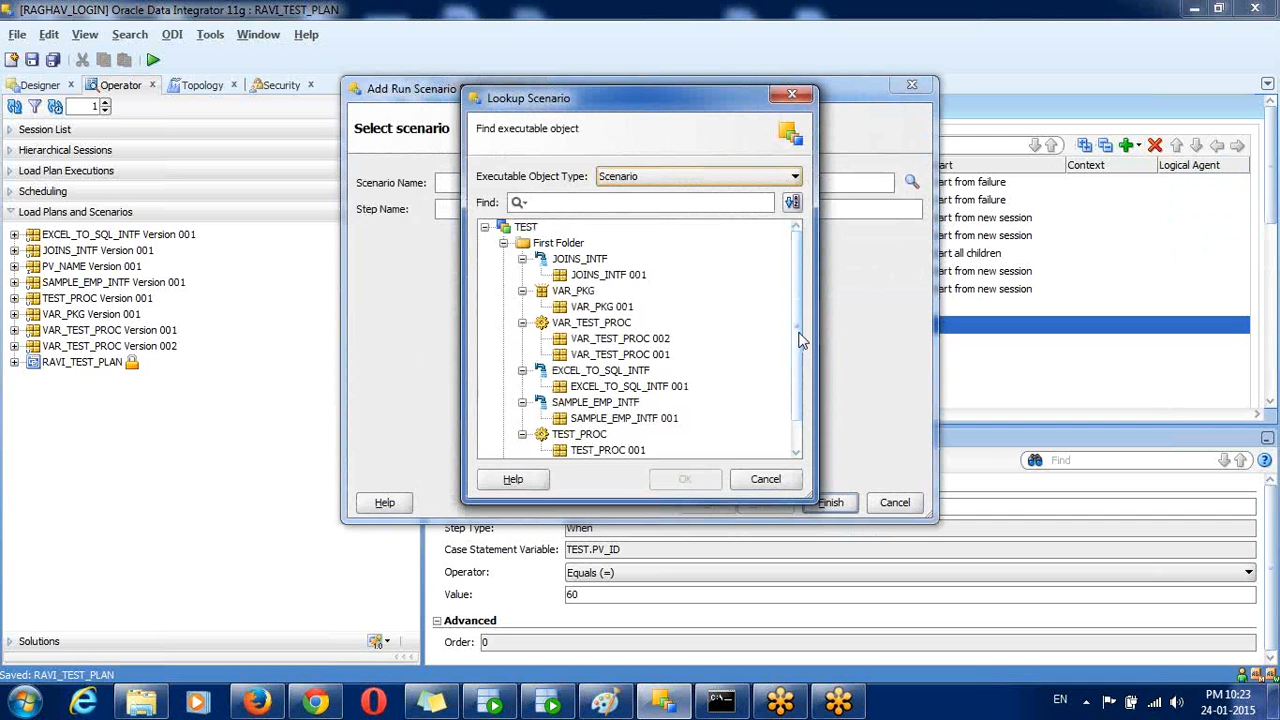 [RAGHAV_LOGIN] Oracle Data Integrator 11g : RAVI_TEST_PLAN
File Edit View Search ODI Tools Window Help
Designer Operator Topology Security
1
Session List
Hierarchical Sessions
Load Plan Executions
Scheduling
Load Plans and Scenarios
EXCEL_TO_SQL_INTF Version 001
JOINS_INTF Version 001
PV_NAME Version 001
SAMPLE_EMP_INTF Version 001
TEST_PROC Version 001
VAR_PKG Version 001
VAR_TEST_PROC Version 001
VAR_TEST_PROC Version 002
RAVI_TEST_PLAN
Solutions
Saved: RAVI_TEST_PLAN
Add Run Scenario
Select scenario
Scenario Name:
Step Name:
Help
Finish
Cancel
Lookup Scenario
Find executable object
Executable Object Type: Scenario
Find:
TEST
First Folder
JOINS_INTF
JOINS_INTF 001
VAR_PKG
VAR_PKG 001
VAR_TEST_PROC
VAR_TEST_PROC 002
VAR_TEST_PROC 001
EXCEL_TO_SQL_INTF
EXCEL_TO_SQL_INTF 001
SAMPLE_EMP_INTF
SAMPLE_EMP_INTF 001
TEST_PROC
TEST_PROC 001
Help
OK
Cancel
art Context Logical Agent
art from failure
art from failure
art from new session
art from new session
art all children
art from new session
art from new session
Find
Step Type: When
Case Statement Variable: TEST.PV_ID
Operator: Equals (=)
Value: 60
Advanced
Order: 0
EN
PM 10:23
24-01-2015